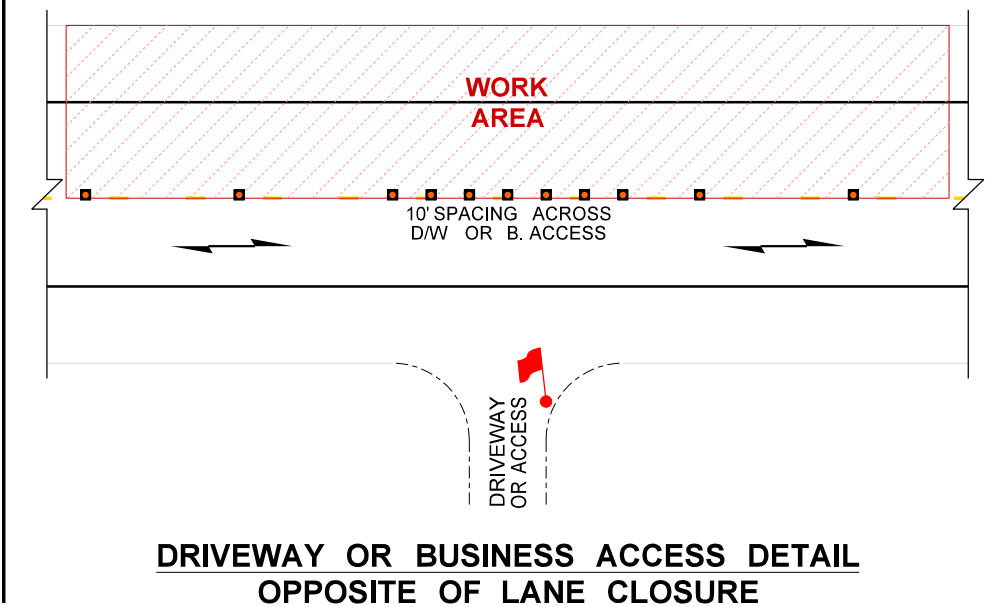 WORK
AREA
10' SPACING ACROSS
D/W OR B. ACCESS
DRIVEWAY
OR ACCESS
DRIVEWAY OR BUSINESS ACCESS DETAIL
OPPOSITE OF LANE CLOSURE